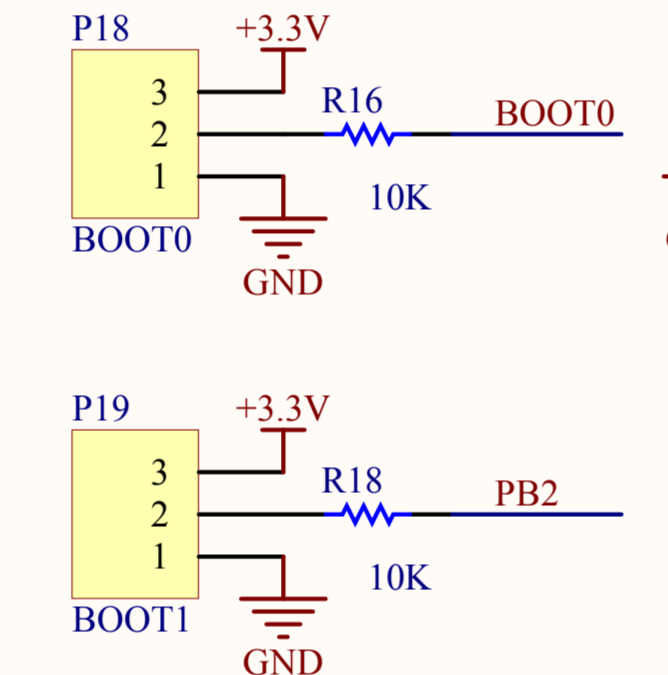 P18
+3.3V
3
R16
BOOT0
2
1
10K
BOOT0
GND
P19
+3.3V
3
R18
PB2
2
1
10K
BOOT1
GND